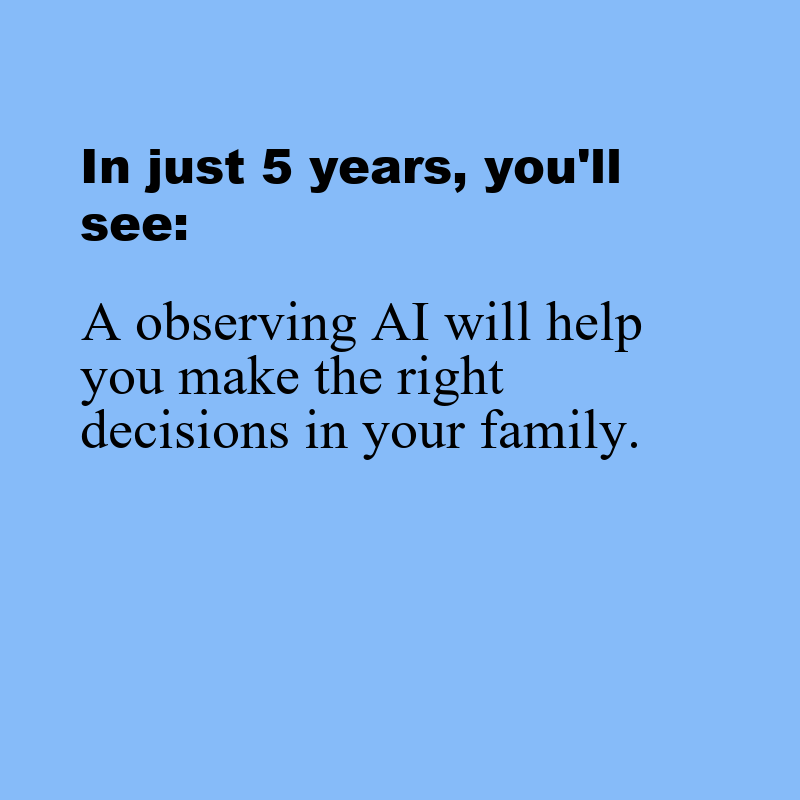 In just 5 years, you'll
see:
A observing AI will help
you make the right
decisions in your family.